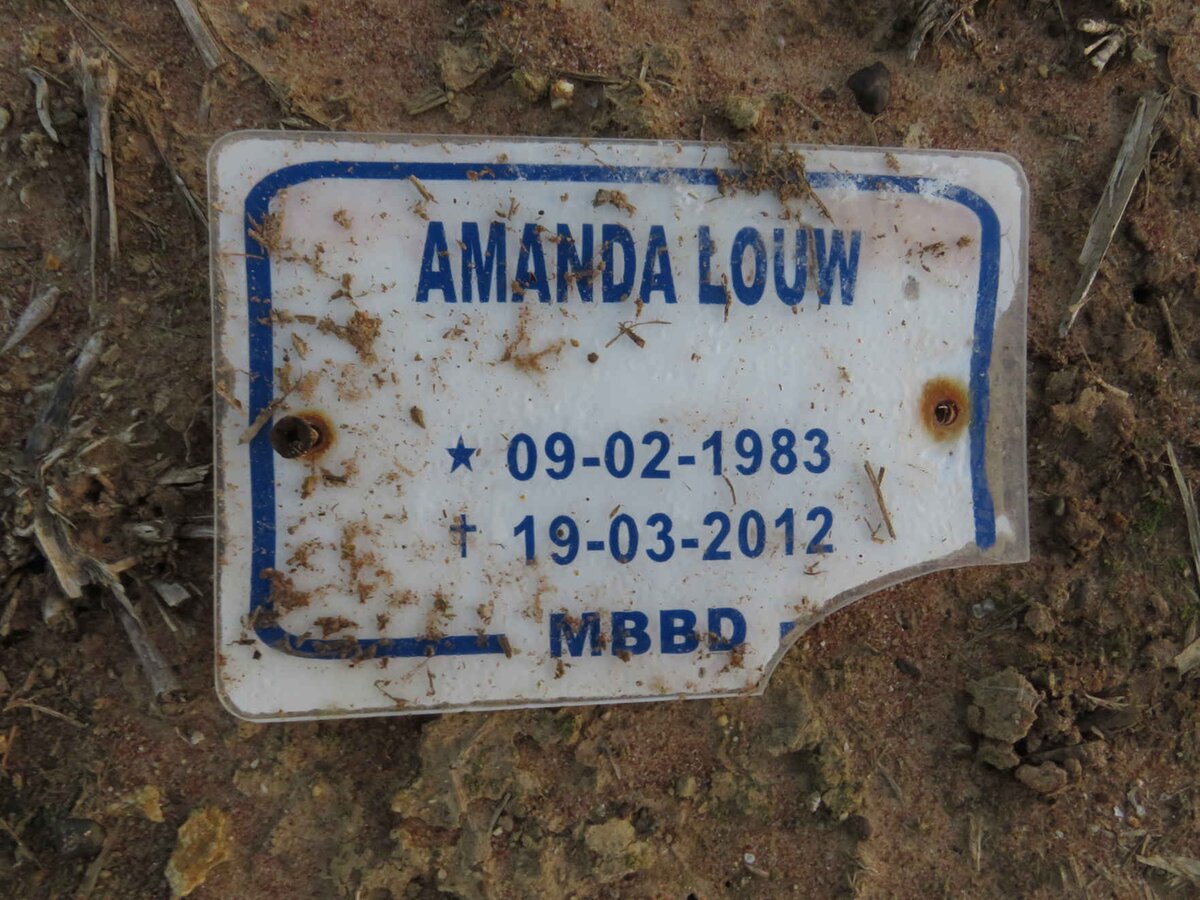 AMANDA LOUW
★ 09-02-1983
† 19-03-2012
MBBD